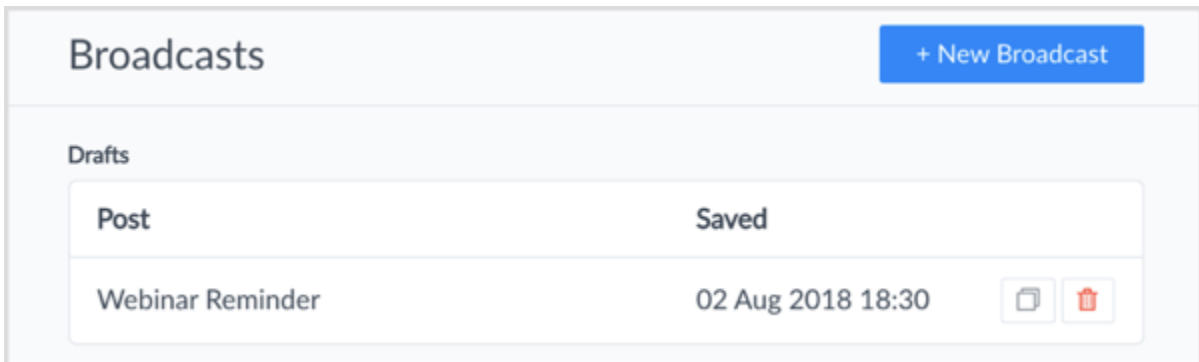 Broadcasts
+ New Broadcast
Drafts
Post Saved
Webinar Reminder 02 Aug 2018 18:30